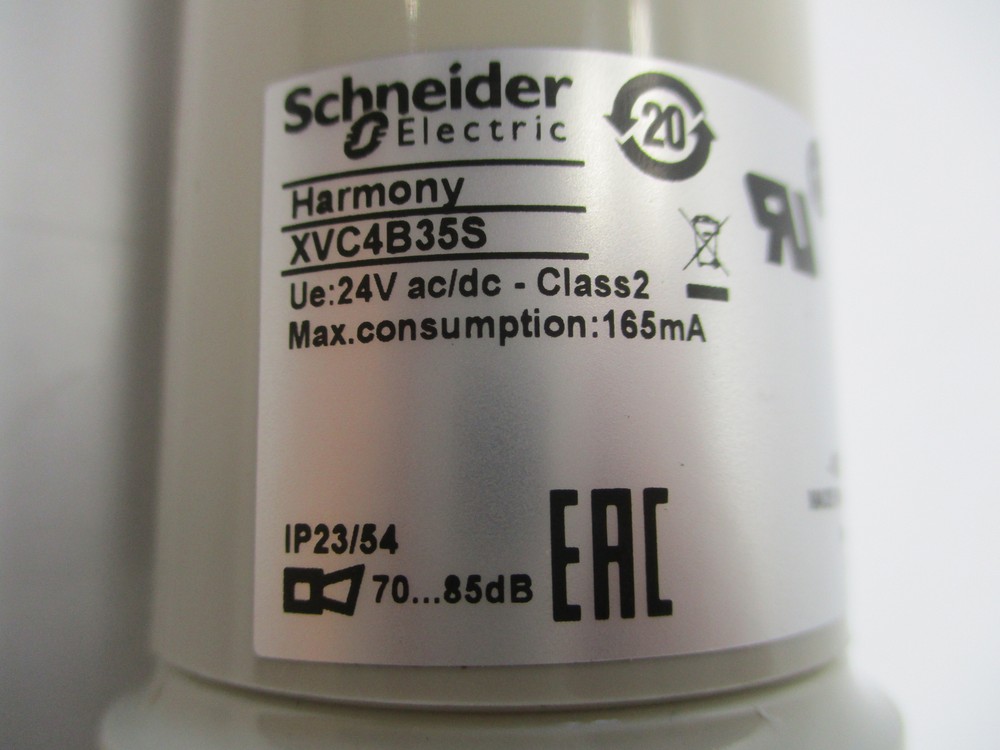 Schneider
Electric
20
Harmony
XVC4B35S
Ue:24V ac/dc - Class2
Max.consumption:165mA
IP23/54
70...85dB
EAC